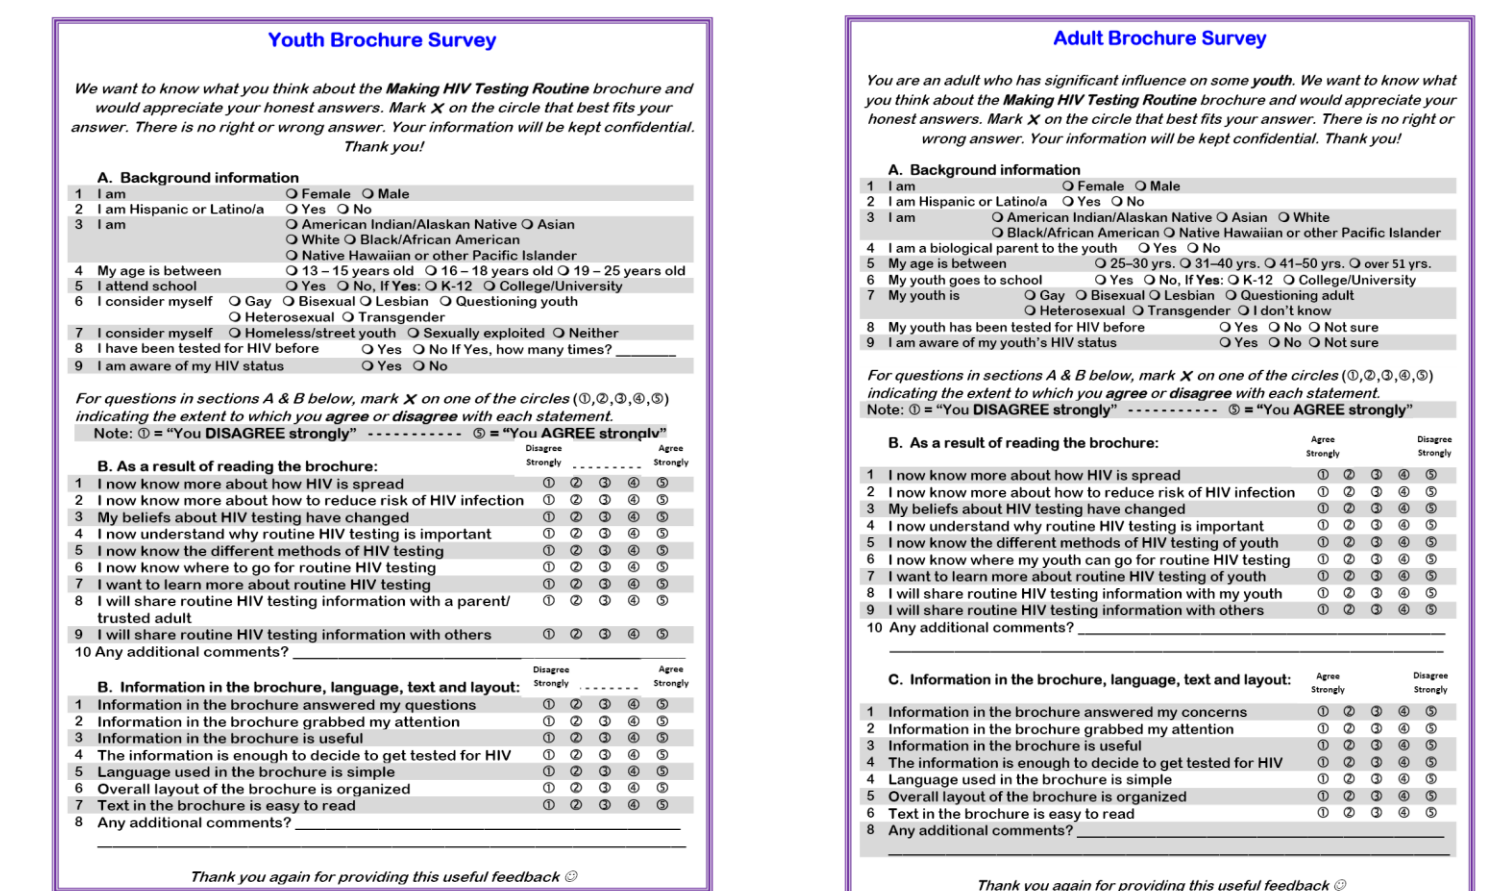 Youth Brochure Survey
We want to know what you think about the Making HIV Testing Routine brochure and
would appreciate your honest answers. Mark ✗ on the circle that best fits your
answer. There is no right or wrong answer. Your information will be kept confidential.
Thank you!
A. Background information
1 I am ❍ Female ❍ Male
2 I am Hispanic or Latino/a ❍ Yes ❍ No
3 I am ❍ American Indian/Alaskan Native ❍ Asian
❍ White ❍ Black/African American
❍ Native Hawaiian or other Pacific Islander
4 My age is between ❍ 13 – 15 years old ❍ 16 – 18 years old ❍ 19 – 25 years old
5 I attend school ❍ Yes ❍ No, If Yes: ❍ K-12 ❍ College/University
6 I consider myself ❍ Gay ❍ Bisexual ❍ Lesbian ❍ Questioning youth
❍ Heterosexual ❍ Transgender
7 I consider myself ❍ Homeless/street youth ❍ Sexually exploited ❍ Neither
8 I have been tested for HIV before ❍ Yes ❍ No If Yes, how many times? ________
9 I am aware of my HIV status ❍ Yes ❍ No
For questions in sections A & B below, mark ✗ on one of the circles (①,②,③,④,⑤)
indicating the extent to which you agree or disagree with each statement.
Note: ① = “You DISAGREE strongly” - - - - - - - - - - - ⑤ = “You AGREE strongly”
Disagree Agree
B. As a result of reading the brochure: Strongly - - - - - - - - - Strongly
1 I now know more about how HIV is spread ① ② ③ ④ ⑤
2 I now know more about how to reduce risk of HIV infection ① ② ③ ④ ⑤
3 My beliefs about HIV testing have changed ① ② ③ ④ ⑤
4 I now understand why routine HIV testing is important ① ② ③ ④ ⑤
5 I now know the different methods of HIV testing ① ② ③ ④ ⑤
6 I now know where to go for routine HIV testing ① ② ③ ④ ⑤
7 I want to learn more about routine HIV testing ① ② ③ ④ ⑤
8 I will share routine HIV testing information with a parent/ ① ② ③ ④ ⑤
trusted adult
9 I will share routine HIV testing information with others ① ② ③ ④ ⑤
10 Any additional comments? ________
Disagree Agree
B. Information in the brochure, language, text and layout: Strongly - - - - - - - - Strongly
1 Information in the brochure answered my questions ① ② ③ ④ ⑤
2 Information in the brochure grabbed my attention ① ② ③ ④ ⑤
3 Information in the brochure is useful ① ② ③ ④ ⑤
4 The information is enough to decide to get tested for HIV ① ② ③ ④ ⑤
5 Language used in the brochure is simple ① ② ③ ④ ⑤
6 Overall layout of the brochure is organized ① ② ③ ④ ⑤
7 Text in the brochure is easy to read ① ② ③ ④ ⑤
8 Any additional comments? ________
Thank you again for providing this useful feedback ☺
Adult Brochure Survey
You are an adult who has significant influence on some youth. We want to know what
you think about the Making HIV Testing Routine brochure and would appreciate your
honest answers. Mark ✗ on the circle that best fits your answer. There is no right or
wrong answer. Your information will be kept confidential. Thank you!
A. Background information
1 I am ❍ Female ❍ Male
2 I am Hispanic or Latino/a ❍ Yes ❍ No
3 I am ❍ American Indian/Alaskan Native ❍ Asian ❍ White
❍ Black/African American ❍ Native Hawaiian or other Pacific Islander
4 I am a biological parent to the youth ❍ Yes ❍ No
5 My age is between ❍ 25–30 yrs. ❍ 31–40 yrs. ❍ 41–50 yrs. ❍ over 51 yrs.
6 My youth goes to school ❍ Yes ❍ No, If Yes: ❍ K-12 ❍ College/University
7 My youth is ❍ Gay ❍ Bisexual ❍ Lesbian ❍ Questioning adult
❍ Heterosexual ❍ Transgender ❍ I don’t know
8 My youth has been tested for HIV before ❍ Yes ❍ No ❍ Not sure
9 I am aware of my youth’s HIV status ❍ Yes ❍ No ❍ Not sure
For questions in sections A & B below, mark ✗ on one of the circles (①,②,③,④,⑤)
indicating the extent to which you agree or disagree with each statement.
Note: ① = “You DISAGREE strongly” - - - - - - - - - - - ⑤ = “You AGREE strongly”
B. As a result of reading the brochure: Agree Disagree
Strongly Strongly
1 I now know more about how HIV is spread ① ② ③ ④ ⑤
2 I now know more about how to reduce risk of HIV infection ① ② ③ ④ ⑤
3 My beliefs about HIV testing have changed ① ② ③ ④ ⑤
4 I now understand why routine HIV testing is important ① ② ③ ④ ⑤
5 I now know the different methods of HIV testing of youth ① ② ③ ④ ⑤
6 I now know where my youth can go for routine HIV testing ① ② ③ ④ ⑤
7 I want to learn more about routine HIV testing of youth ① ② ③ ④ ⑤
8 I will share routine HIV testing information with my youth ① ② ③ ④ ⑤
9 I will share routine HIV testing information with others ① ② ③ ④ ⑤
10 Any additional comments? ________
C. Information in the brochure, language, text and layout: Agree Disagree
Strongly Strongly
1 Information in the brochure answered my concerns ① ② ③ ④ ⑤
2 Information in the brochure grabbed my attention ① ② ③ ④ ⑤
3 Information in the brochure is useful ① ② ③ ④ ⑤
4 The information is enough to decide to get tested for HIV ① ② ③ ④ ⑤
4 Language used in the brochure is simple ① ② ③ ④ ⑤
5 Overall layout of the brochure is organized ① ② ③ ④ ⑤
6 Text in the brochure is easy to read ① ② ③ ④ ⑤
8 Any additional comments? ________
Thank you again for providing this useful feedback ☺